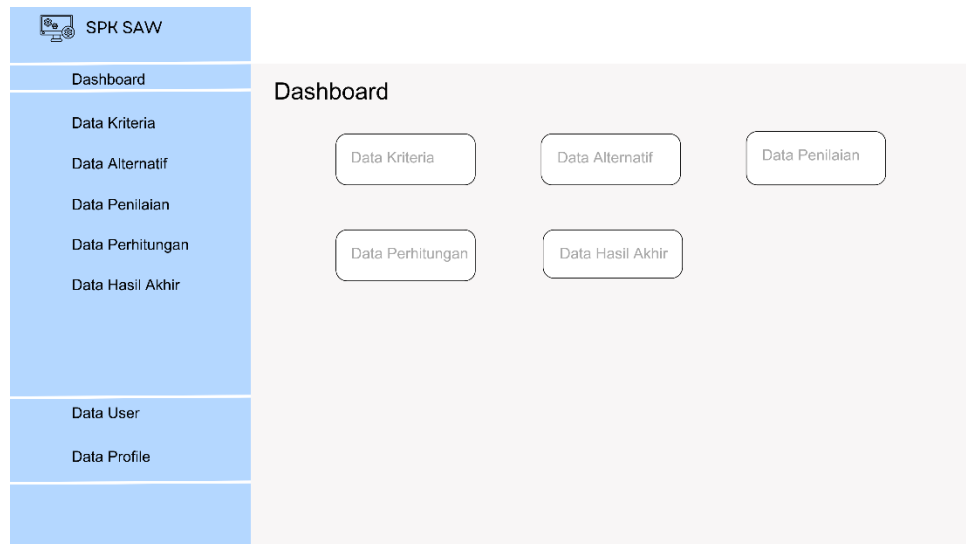 SPK SAW
Dashboard
Data Kriteria
Data Alternatif
Data Penilaian
Data Perhitungan
Data Hasil Akhir
Data User
Data Profile
Dashboard
Data Kriteria
Data Alternatif
Data Penilaian
Data Perhitungan
Data Hasil Akhir